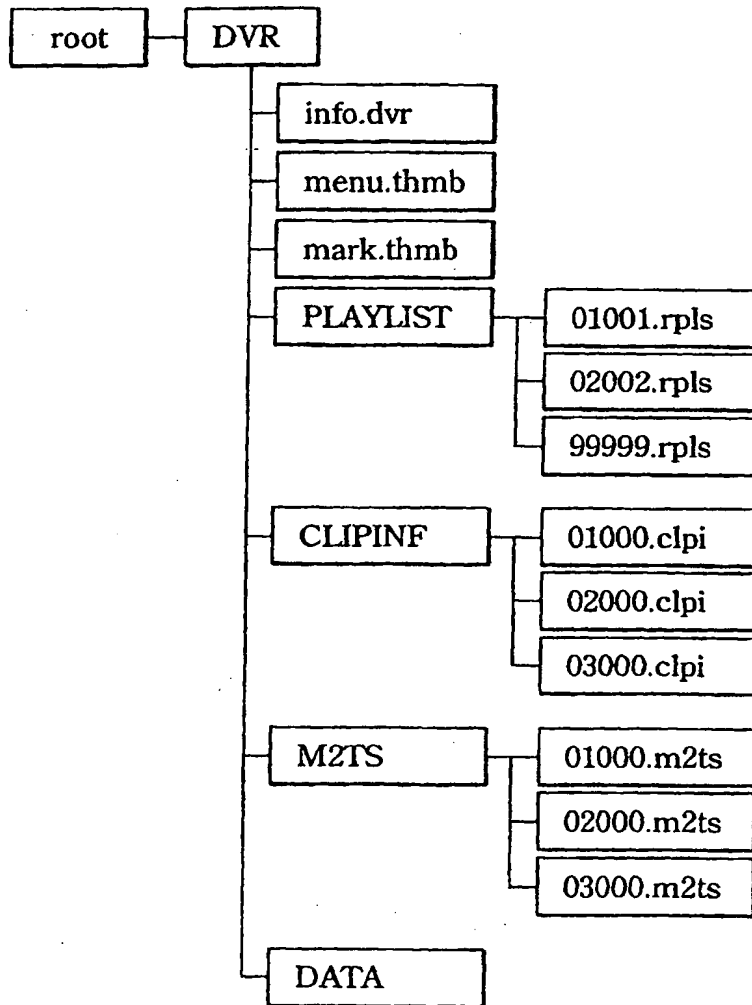 root DVR
info.dvr
menu.thmb
mark.thmb
PLAYLIST 01001.rpls
02002.rpls
99999.rpls
CLIPINF 01000.clpi
02000.clpi
03000.clpi
M2TS 01000.m2ts
02000.m2ts
03000.m2ts
DATA